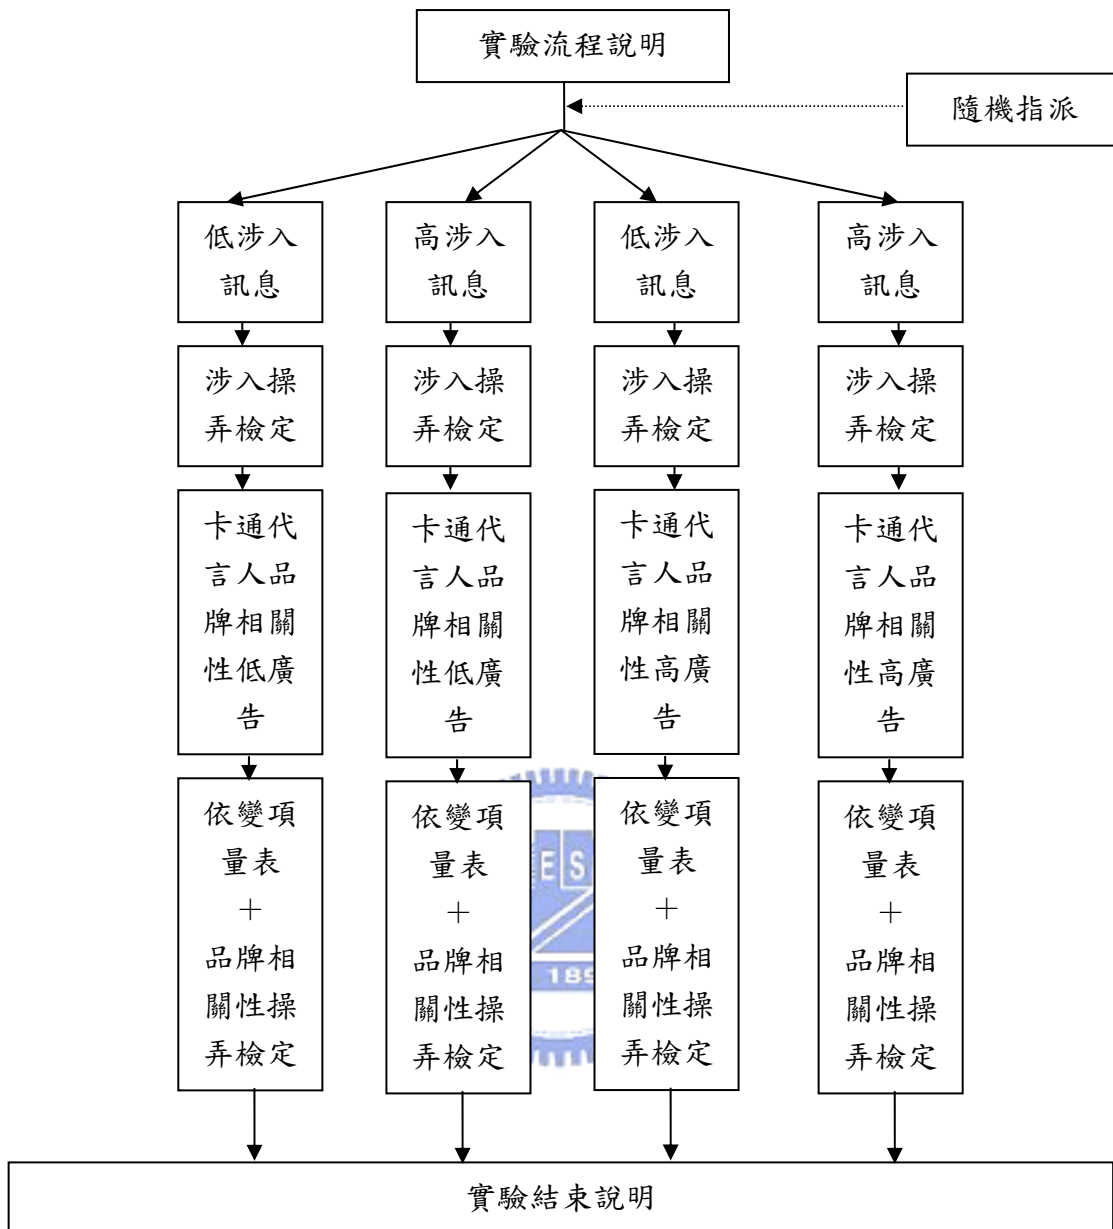 實驗流程說明
隨機指派
低涉入
訊息
高涉入
訊息
低涉入
訊息
高涉入
訊息
涉入操
弄檢定
涉入操
弄檢定
涉入操
弄檢定
涉入操
弄檢定
卡通代
言人品
牌相關
性低廣
告
卡通代
言人品
牌相關
性低廣
告
卡通代
言人品
牌相關
性高廣
告
卡通代
言人品
牌相關
性高廣
告
依變項
量表
+
品牌相
關性操
弄檢定
依變項
量表
+
品牌相
關性操
弄檢定
依變項
量表
+
品牌相
關性操
弄檢定
依變項
量表
+
品牌相
關性操
弄檢定
ES
189
實驗結束說明